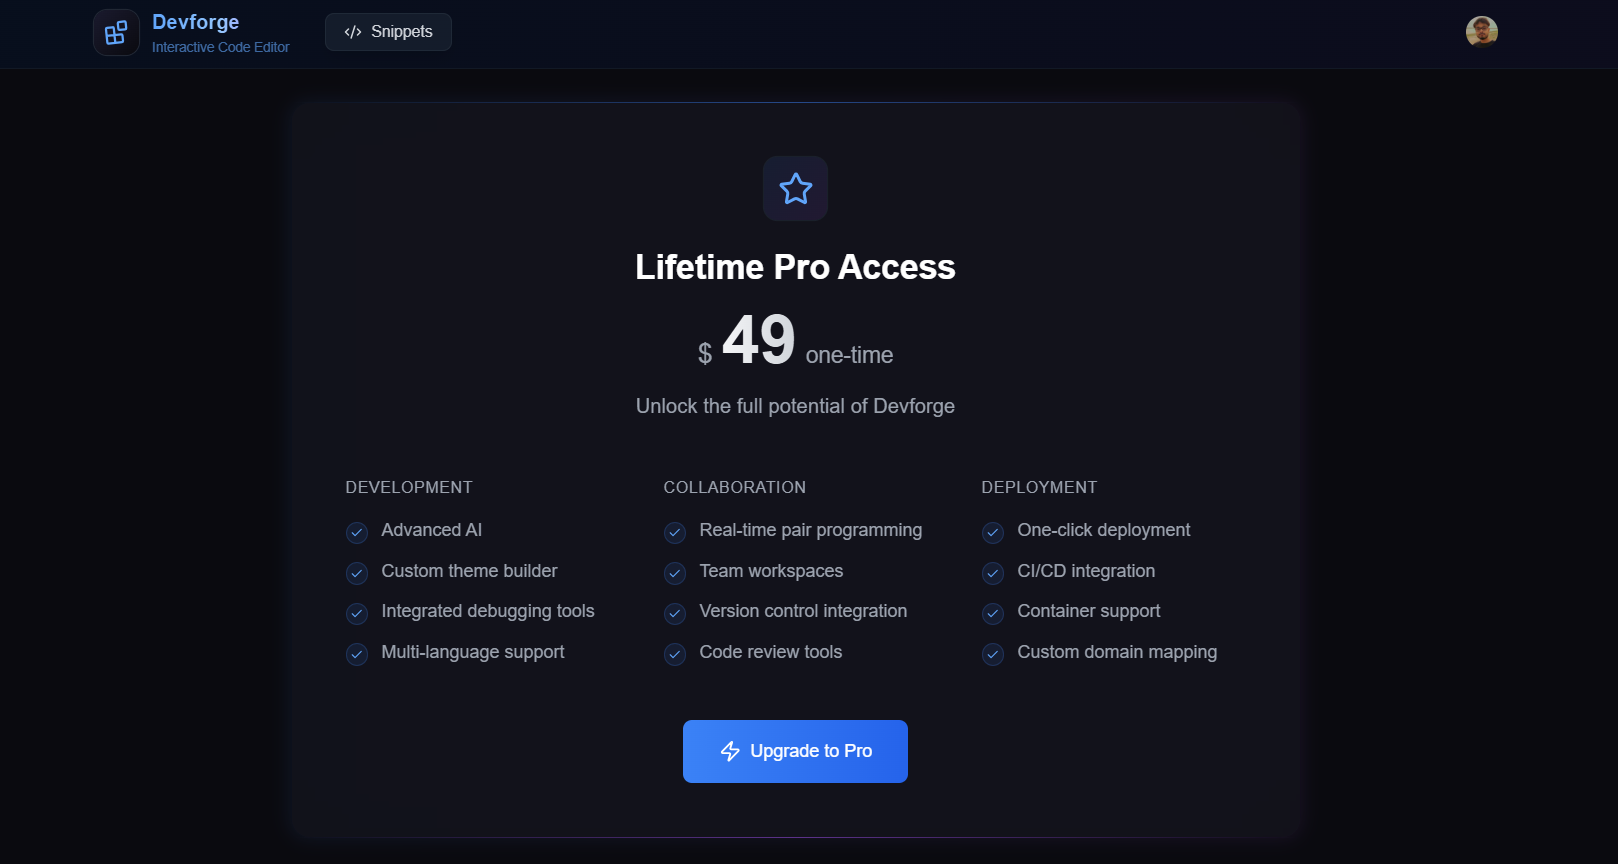 Devforge
Interactive Code Editor
Snippets
Lifetime Pro Access
$ 49 one-time
Unlock the full potential of Devforge
DEVELOPMENT
Advanced AI
Custom theme builder
Integrated debugging tools
Multi-language support
COLLABORATION
Real-time pair programming
Team workspaces
Version control integration
Code review tools
DEPLOYMENT
One-click deployment
CI/CD integration
Container support
Custom domain mapping
Upgrade to Pro